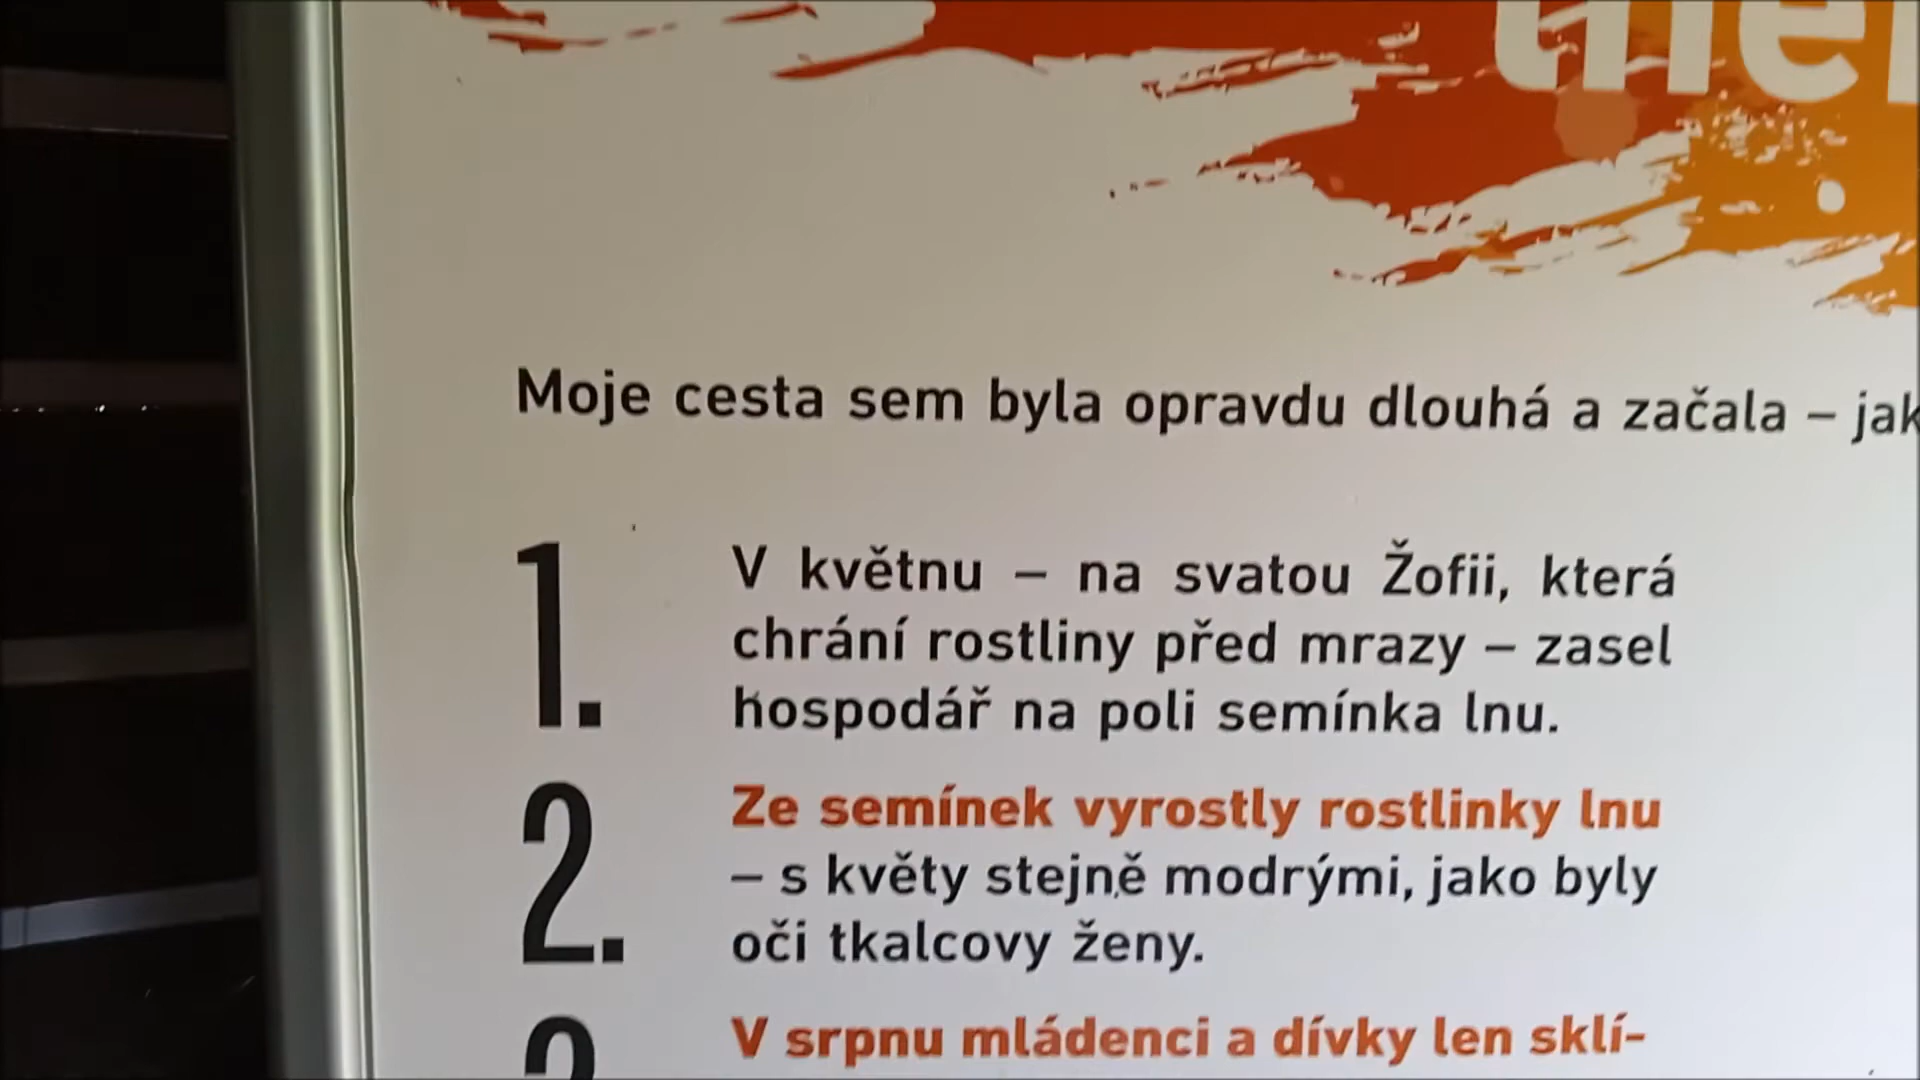 Moje cesta sem byla opravdu dlouhá a začala –
1.
V květnu – na svatou Žofii, která
chrání rostliny před mrazy – zasel
hospodář na poli semínka lnu.
2.
Ze semínek vyrostly rostlinky lnu
– s květy stejně modrými, jako byly
oči tkalcovy ženy.
V srpnu mládenci a dívky len sklí-